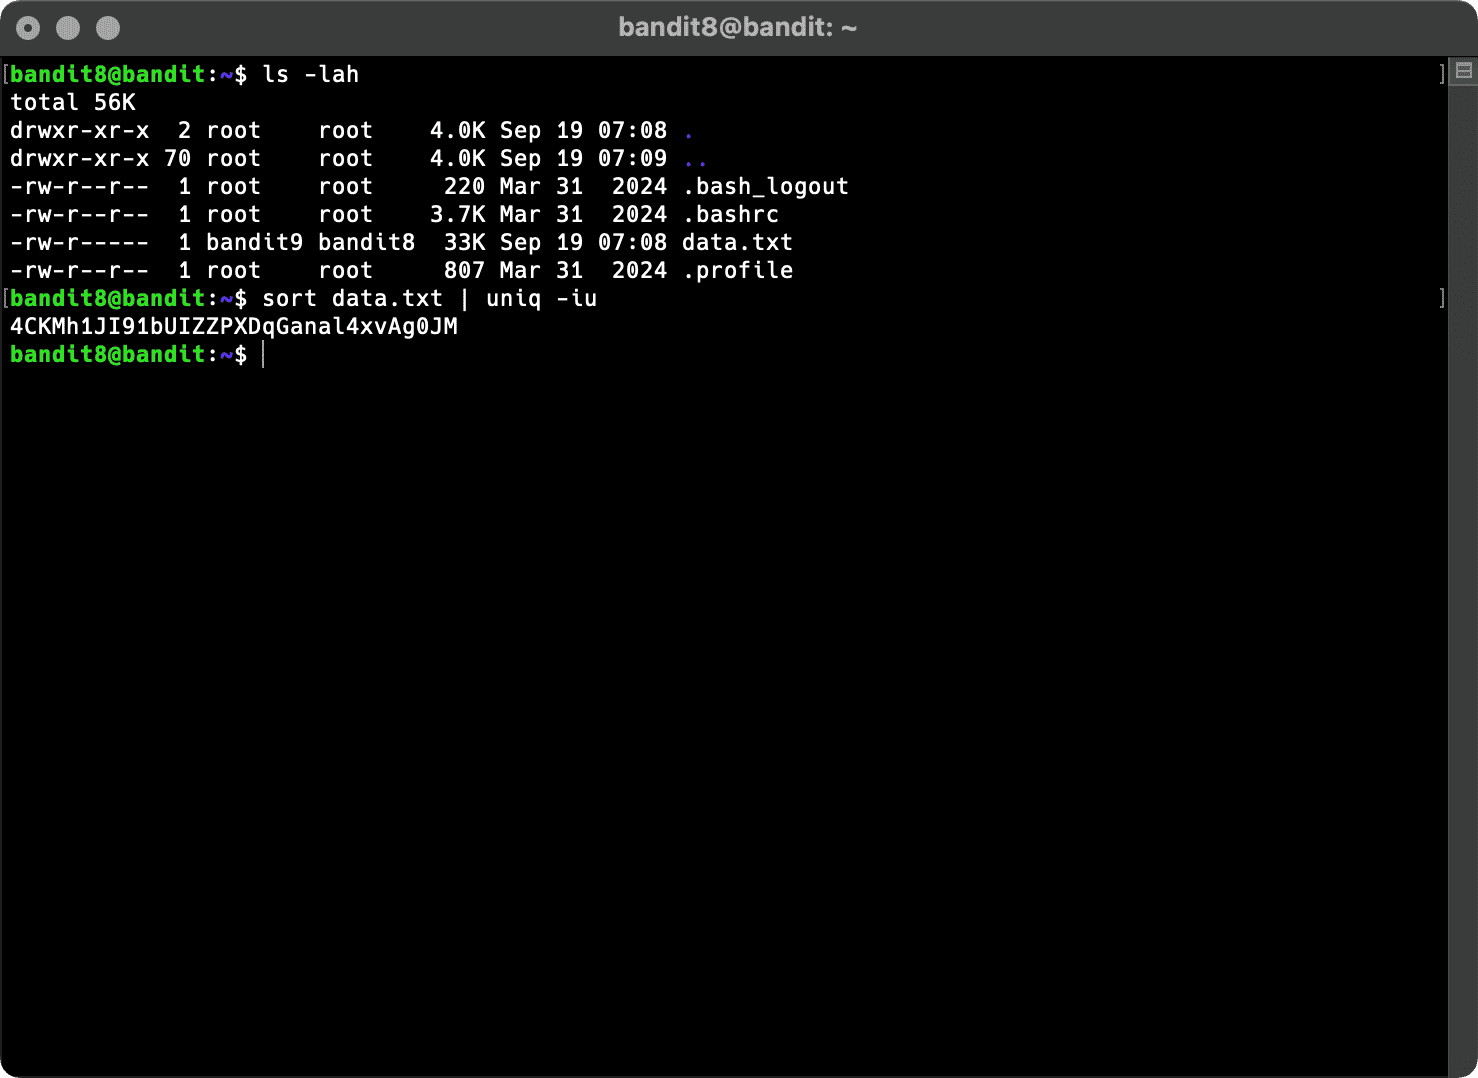 bandit8@bandit: ~
[bandit8@bandit:~$ ls -lah ]
total 56K
drwxr-xr-x  2 root    root    4.0K Sep 19 07:08 .
drwxr-xr-x 70 root    root    4.0K Sep 19 07:09 ..
-rw-r--r--  1 root    root     220 Mar 31  2024 .bash_logout
-rw-r--r--  1 root    root    3.7K Mar 31  2024 .bashrc
-rw-r-----  1 bandit9 bandit8  33K Sep 19 07:08 data.txt
-rw-r--r--  1 root    root     807 Mar 31  2024 .profile
[bandit8@bandit:~$ sort data.txt | uniq -iu ]
4CKMh1JI91bUIZZPXDqGanal4xvAg0JM
bandit8@bandit:~$